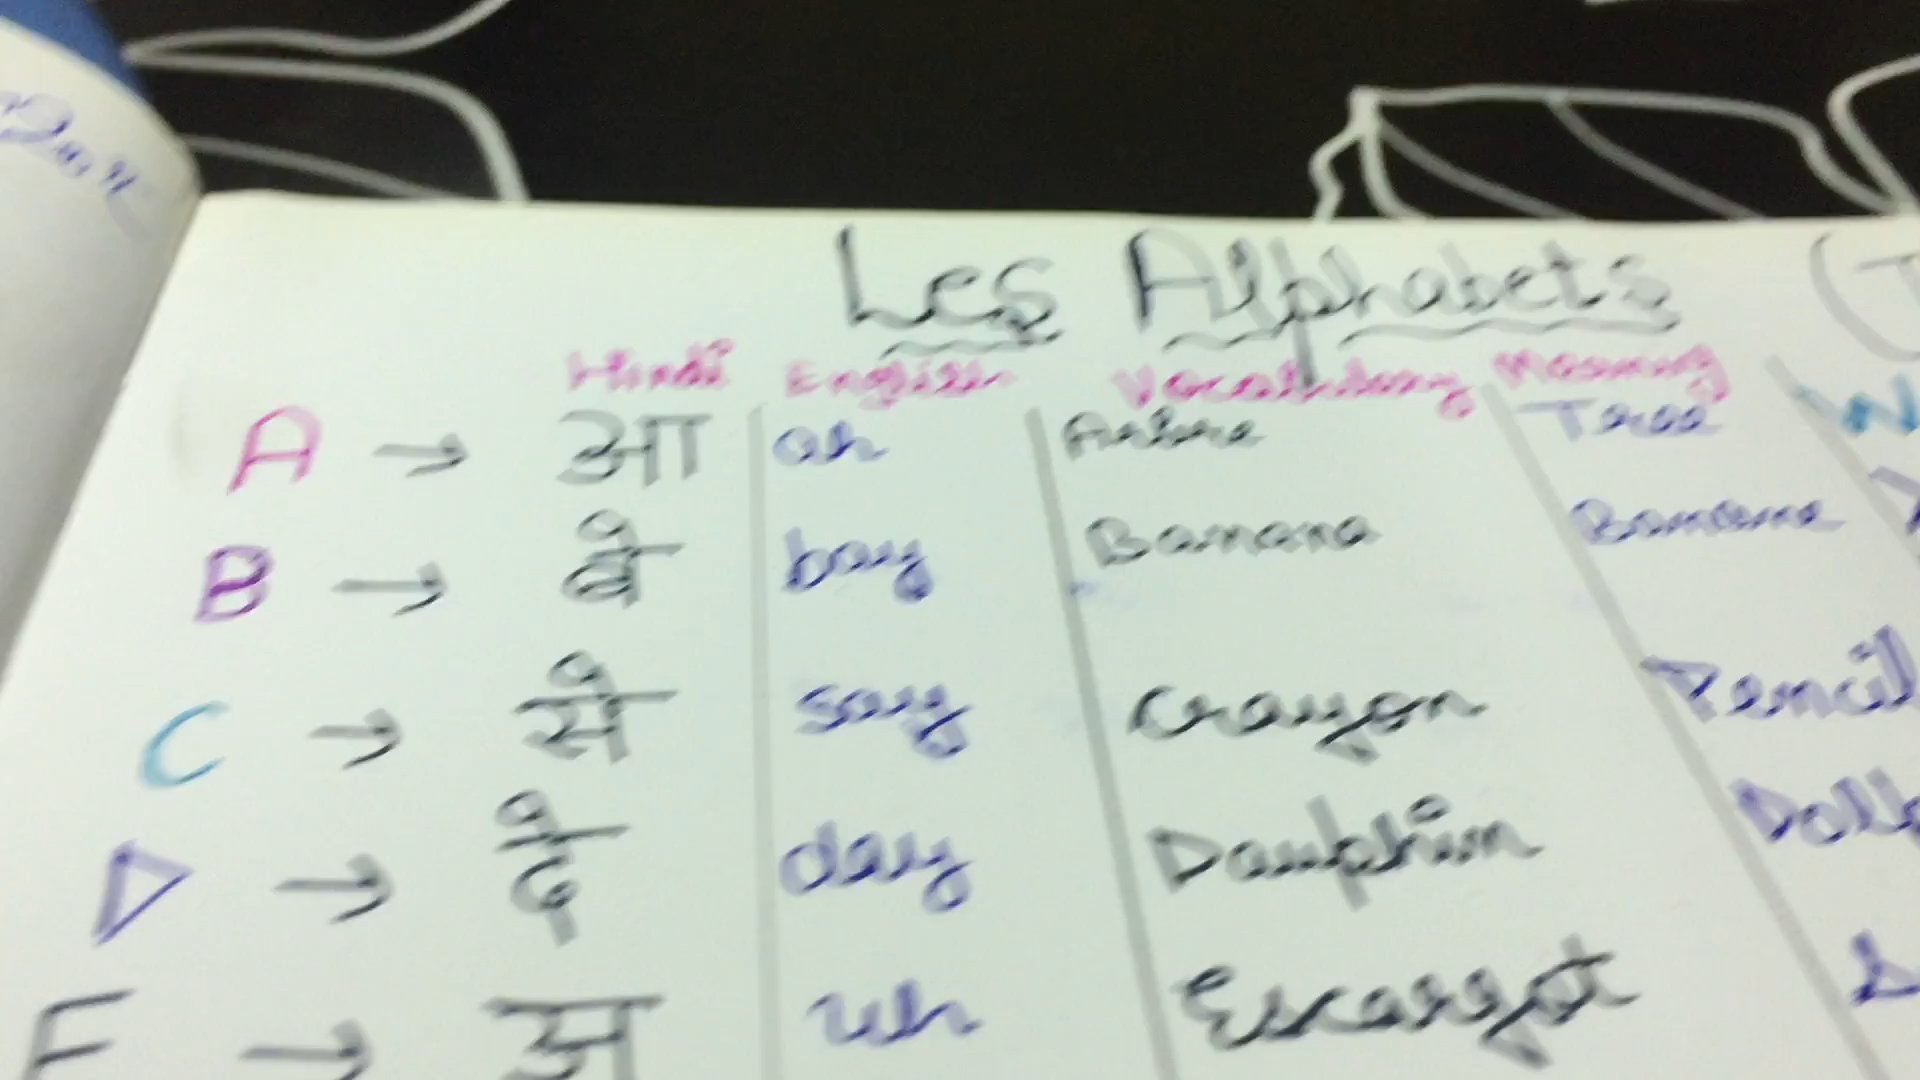 Les Alphabets
Hindi English Vocabulary Meaning
A → आ ah Arbre Tree
B → बे bay Banana Banana
C → से say Crayon Pencil
D → दे day Dauphin
E → अ uh Escargot